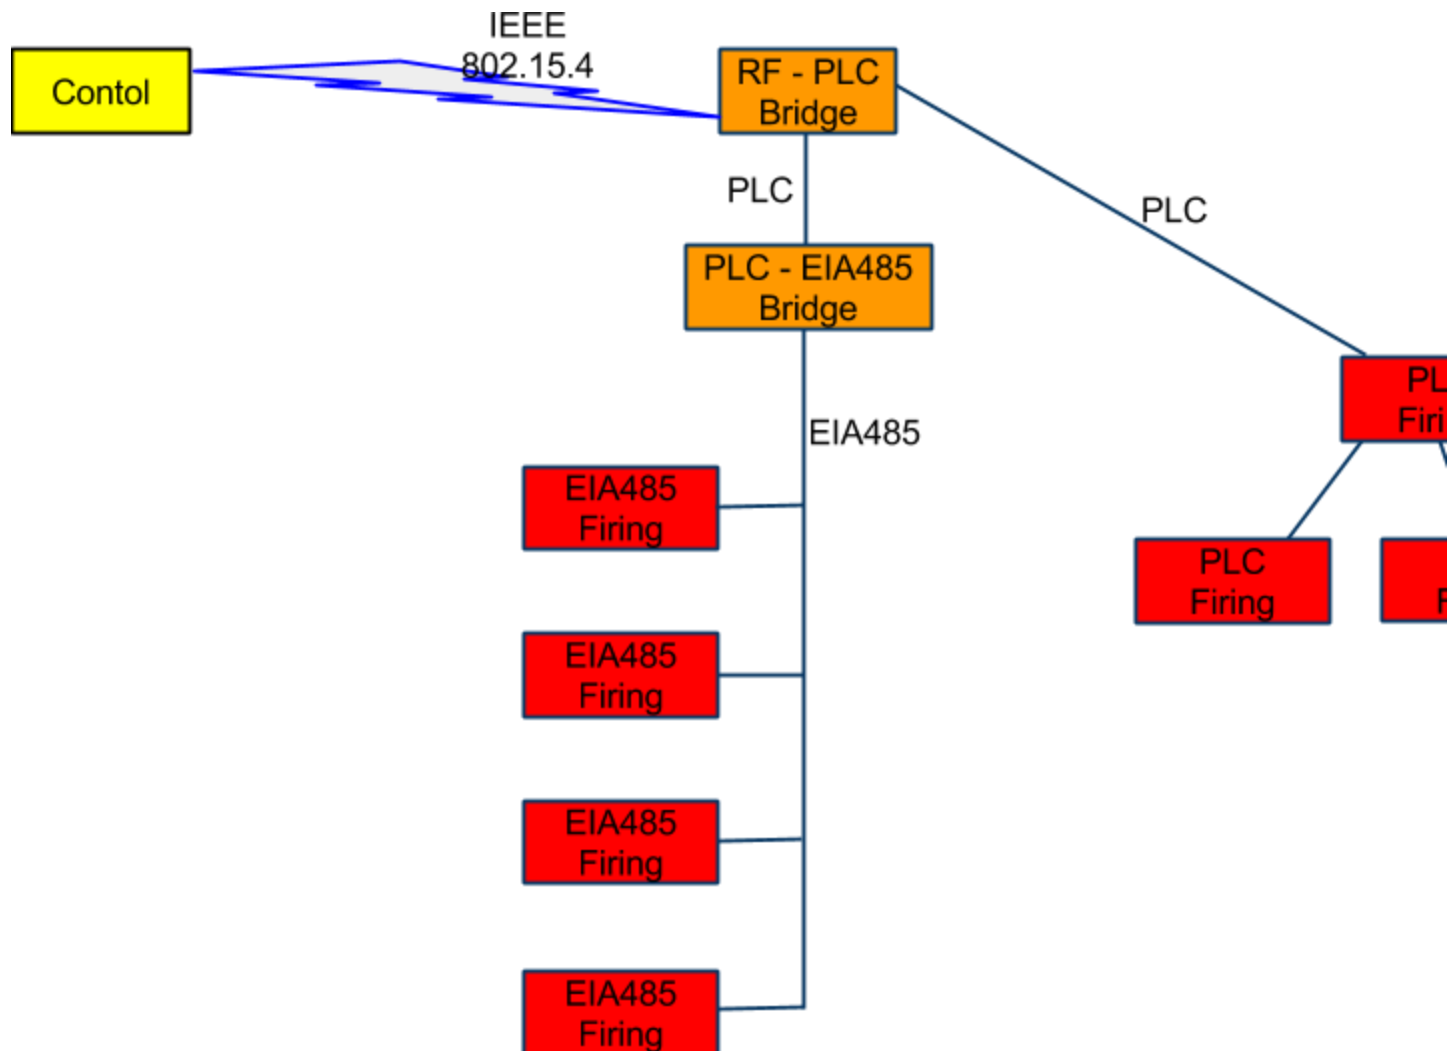 IEEE
802.15.4
Contol
RF - PLC
Bridge
PLC
PLC
PLC - EIA485
Bridge
EIA485
EIA485
Firing
PLC
Firing
EIA485
Firing
EIA485
Firing
EIA485
Firing